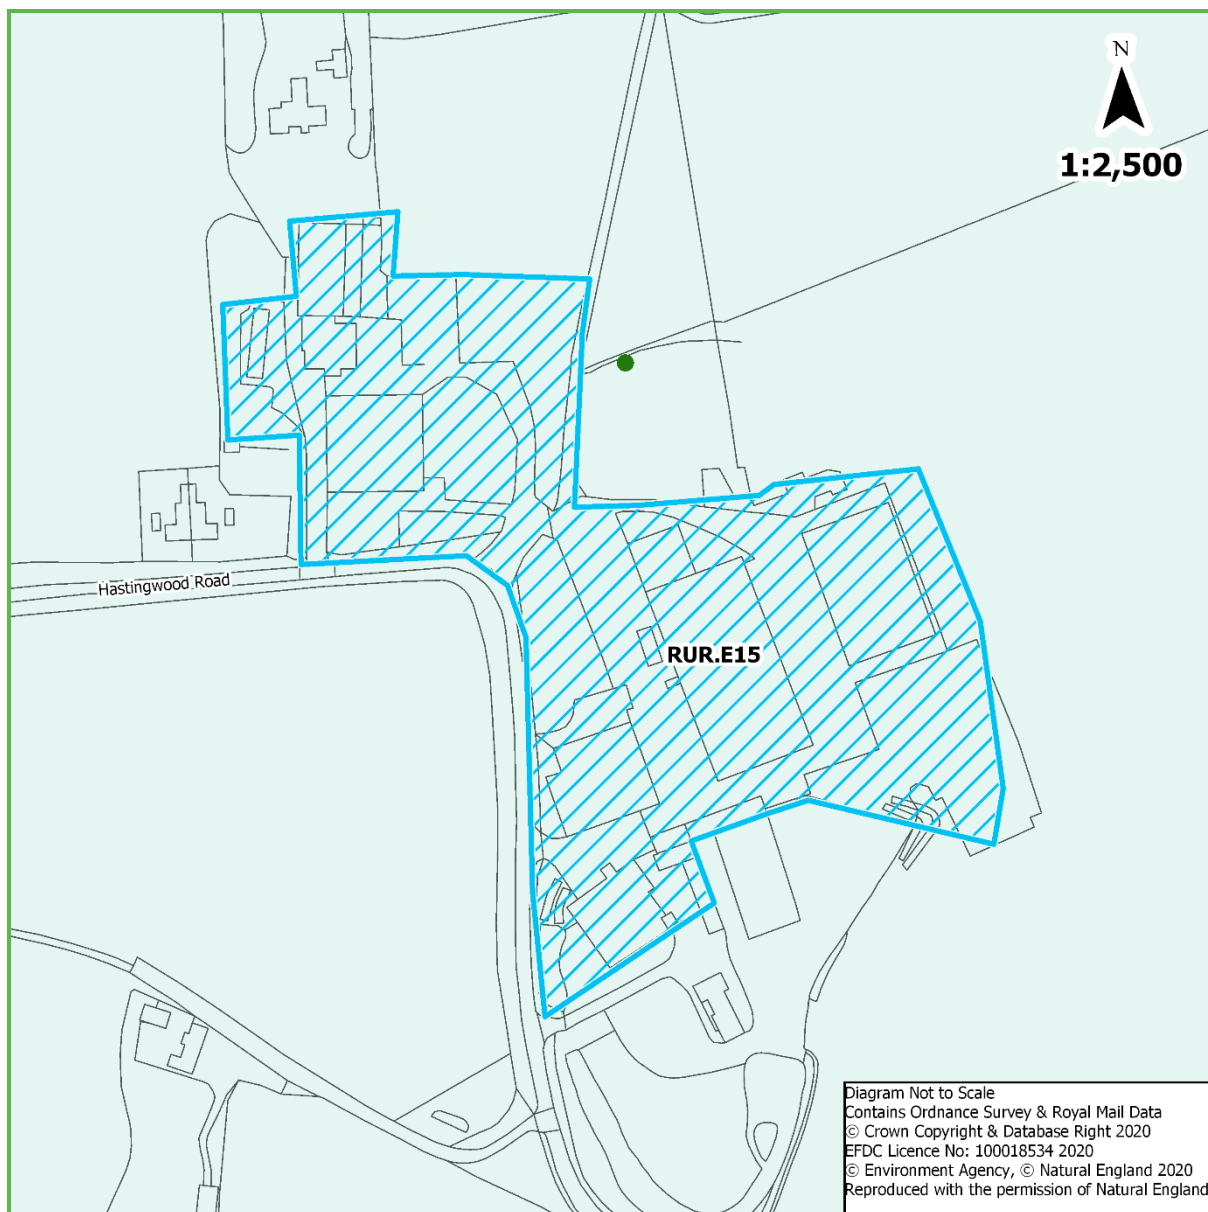 N
1:2,500
Hastingwood Road
RUR.E15
Diagram Not to Scale
Contains Ordnance Survey & Royal Mail Data
© Crown Copyright & Database Right 2020
EFDC Licence No: 100018534 2020
© Environment Agency, © Natural England 2020
Reproduced with the permission of Natural England